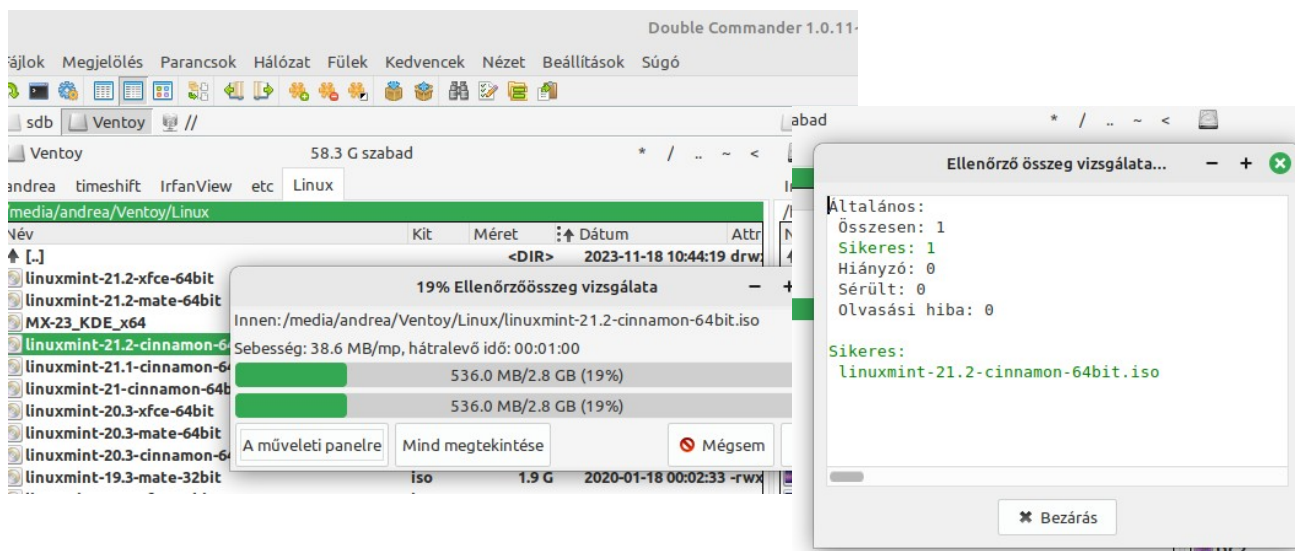 Double Commander 1.0.11-
Fájlok Megjelölés Parancsok Hálózat Fülek Kedvencek Nézet Beállítások Súgó
sdb Ventoy //
Ventoy 58.3 G szabad * / .. ~ <
andrea timeshift IrfanView etc Linux
/media/andrea/Ventoy/Linux
Név Kit Méret Dátum Attr
[..] <DIR> 2023-11-18 10:44:19 drw
linuxmint-21.2-xfce-64bit
linuxmint-21.2-mate-64bit
MX-23_KDE_x64
linuxmint-21.2-cinnamon-6
linuxmint-21.1-cinnamon-64
linuxmint-21-cinnamon-64b
linuxmint-20.3-xfce-64bit
linuxmint-20.3-mate-64bit
linuxmint-20.3-cinnamon-64
linuxmint-19.3-mate-32bit iso 1.9 G 2020-01-18 00:02:33 -rwx
19% Ellenőrzőösszeg vizsgálata
Innen:/media/andrea/Ventoy/Linux/linuxmint-21.2-cinnamon-64bit.iso
Sebesség: 38.6 MB/mp, hátralevő idő: 00:01:00
536.0 MB/2.8 GB (19%)
536.0 MB/2.8 GB (19%)
A műveleti panelre Mind megtekintése Mégsem
abad * / .. ~ <
Ellenőrző összeg vizsgálata...
Általános:
Összesen: 1
Sikeres: 1
Hiányzó: 0
Sérült: 0
Olvasási hiba: 0
Sikeres:
linuxmint-21.2-cinnamon-64bit.iso
Bezárás